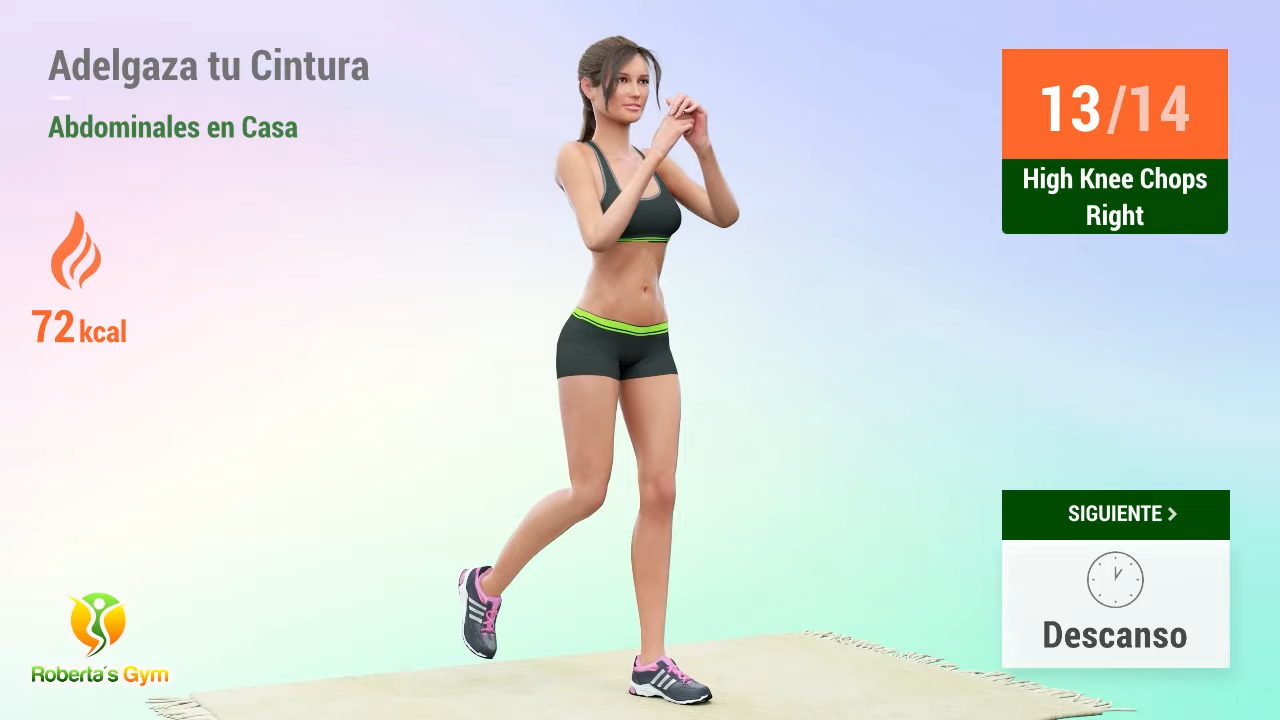 Adelgaza tu Cintura
Abdominales en Casa
72 kcal
13/14
High Knee Chops
Right
SIGUIENTE >
Descanso
Roberta´s Gym